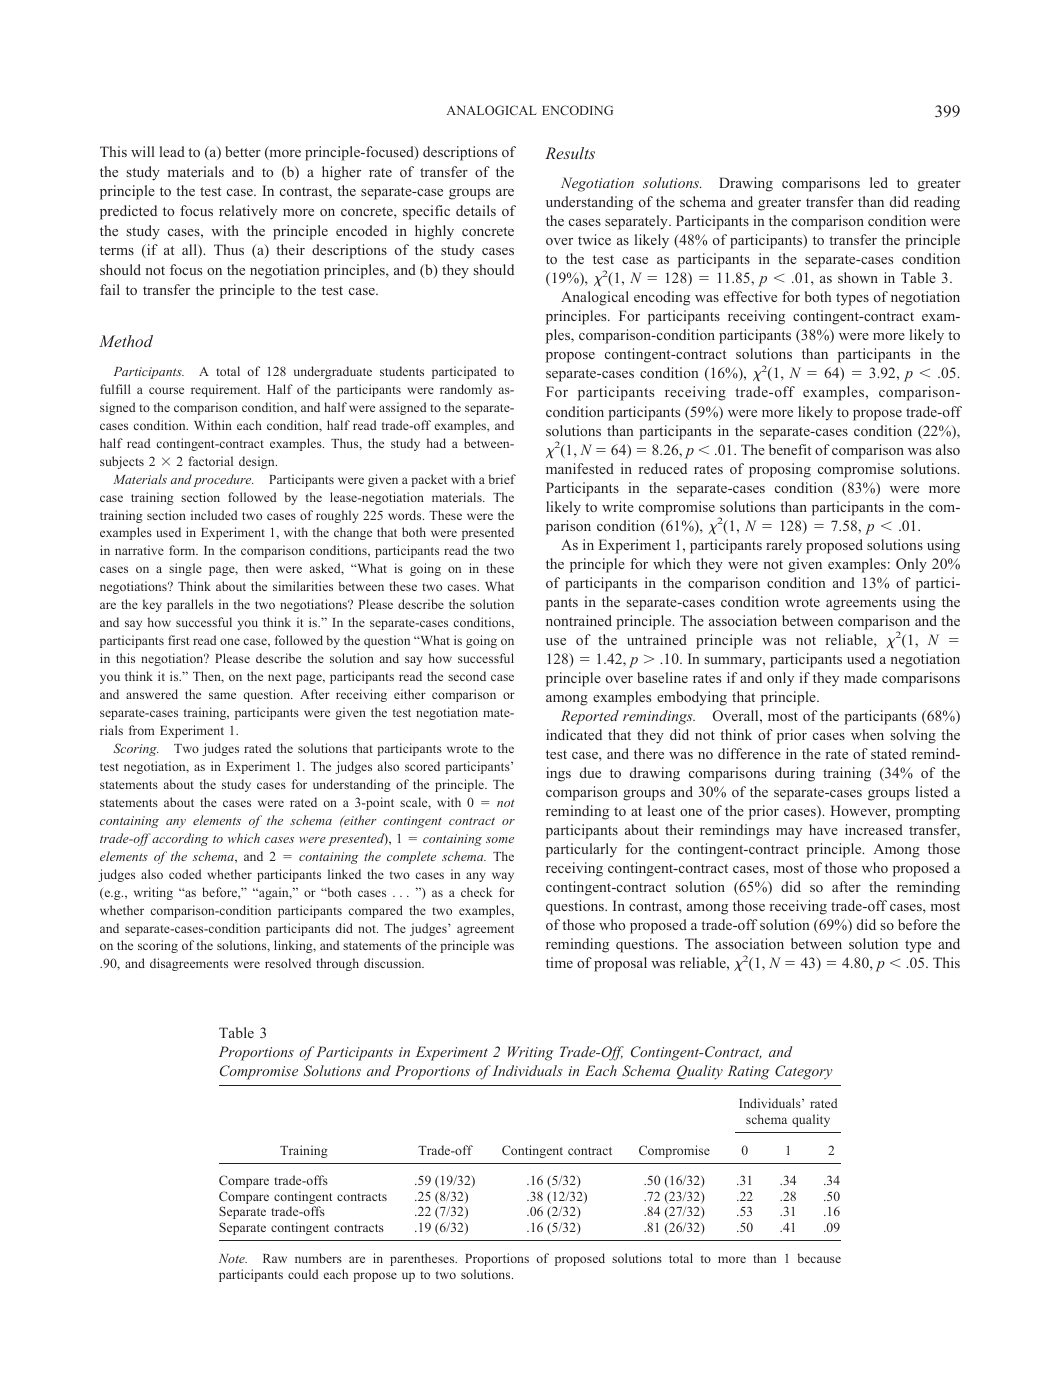 ANALOGICAL ENCODING
399
This will lead to (a) better (more principle-focused) descriptions of
the study materials and to (b) a higher rate of transfer of the
principle to the test case. In contrast, the separate-case groups are
predicted to focus relatively more on concrete, specific details of
the study cases, with the principle encoded in highly concrete
terms (if at all). Thus (a) their descriptions of the study cases
should not focus on the negotiation principles, and (b) they should
fail to transfer the principle to the test case.
Method
Participants. A total of 128 undergraduate students participated to
fulfill a course requirement. Half of the participants were randomly as-
signed to the comparison condition, and half were assigned to the separate-
cases condition. Within each condition, half read trade-off examples, and
half read contingent-contract examples. Thus, the study had a between-
subjects 2 × 2 factorial design.
Materials and procedure. Participants were given a packet with a brief
case training section followed by the lease-negotiation materials. The
training section included two cases of roughly 225 words. These were the
examples used in Experiment 1, with the change that both were presented
in narrative form. In the comparison conditions, participants read the two
cases on a single page, then were asked, “What is going on in these
negotiations? Think about the similarities between these two cases. What
are the key parallels in the two negotiations? Please describe the solution
and say how successful you think it is.” In the separate-cases conditions,
participants first read one case, followed by the question “What is going on
in this negotiation? Please describe the solution and say how successful
you think it is.” Then, on the next page, participants read the second case
and answered the same question. After receiving either comparison or
separate-cases training, participants were given the test negotiation mate-
rials from Experiment 1.
Scoring. Two judges rated the solutions that participants wrote to the
test negotiation, as in Experiment 1. The judges also scored participants’
statements about the study cases for understanding of the principle. The
statements about the cases were rated on a 3-point scale, with 0 = not
containing any elements of the schema (either contingent contract or
trade-off according to which cases were presented), 1 = containing some
elements of the schema, and 2 = containing the complete schema. The
judges also coded whether participants linked the two cases in any way
(e.g., writing “as before,” “again,” or “both cases . . . ”) as a check for
whether comparison-condition participants compared the two examples,
and separate-cases-condition participants did not. The judges’ agreement
on the scoring of the solutions, linking, and statements of the principle was
.90, and disagreements were resolved through discussion.
Results
Negotiation solutions. Drawing comparisons led to greater
understanding of the schema and greater transfer than did reading
the cases separately. Participants in the comparison condition were
over twice as likely (48% of participants) to transfer the principle
to the test case as participants in the separate-cases condition
(19%), χ²(1, N = 128) = 11.85, p < .01, as shown in Table 3.
Analogical encoding was effective for both types of negotiation
principles. For participants receiving contingent-contract exam-
ples, comparison-condition participants (38%) were more likely to
propose contingent-contract solutions than participants in the
separate-cases condition (16%), χ²(1, N = 64) = 3.92, p < .05.
For participants receiving trade-off examples, comparison-
condition participants (59%) were more likely to propose trade-off
solutions than participants in the separate-cases condition (22%),
χ²(1, N = 64) = 8.26, p < .01. The benefit of comparison was also
manifested in reduced rates of proposing compromise solutions.
Participants in the separate-cases condition (83%) were more
likely to write compromise solutions than participants in the com-
parison condition (61%), χ²(1, N = 128) = 7.58, p < .01.
As in Experiment 1, participants rarely proposed solutions using
the principle for which they were not given examples: Only 20%
of participants in the comparison condition and 13% of partici-
pants in the separate-cases condition wrote agreements using the
nontrained principle. The association between comparison and the
use of the untrained principle was not reliable, χ²(1, N =
128) = 1.42, p > .10. In summary, participants used a negotiation
principle over baseline rates if and only if they made comparisons
among examples embodying that principle.
Reported remindings. Overall, most of the participants (68%)
indicated that they did not think of prior cases when solving the
test case, and there was no difference in the rate of stated remind-
ings due to drawing comparisons during training (34% of the
comparison groups and 30% of the separate-cases groups listed a
reminding to at least one of the prior cases). However, prompting
participants about their remindings may have increased transfer,
particularly for the contingent-contract principle. Among those
receiving contingent-contract cases, most of those who proposed a
contingent-contract solution (65%) did so after the reminding
questions. In contrast, among those receiving trade-off cases, most
of those who proposed a trade-off solution (69%) did so before the
reminding questions. The association between solution type and
time of proposal was reliable, χ²(1, N = 43) = 4.80, p < .05. This
Table 3
Proportions of Participants in Experiment 2 Writing Trade-Off, Contingent-Contract, and
Compromise Solutions and Proportions of Individuals in Each Schema Quality Rating Category
Individuals’ rated
schema quality
Training Trade-off Contingent contract Compromise 0 1 2
Compare trade-offs .59 (19/32) .16 (5/32) .50 (16/32) .31 .34 .34
Compare contingent contracts .25 (8/32) .38 (12/32) .72 (23/32) .22 .28 .50
Separate trade-offs .22 (7/32) .06 (2/32) .84 (27/32) .53 .31 .16
Separate contingent contracts .19 (6/32) .16 (5/32) .81 (26/32) .50 .41 .09
Note. Raw numbers are in parentheses. Proportions of proposed solutions total to more than 1 because
participants could each propose up to two solutions.